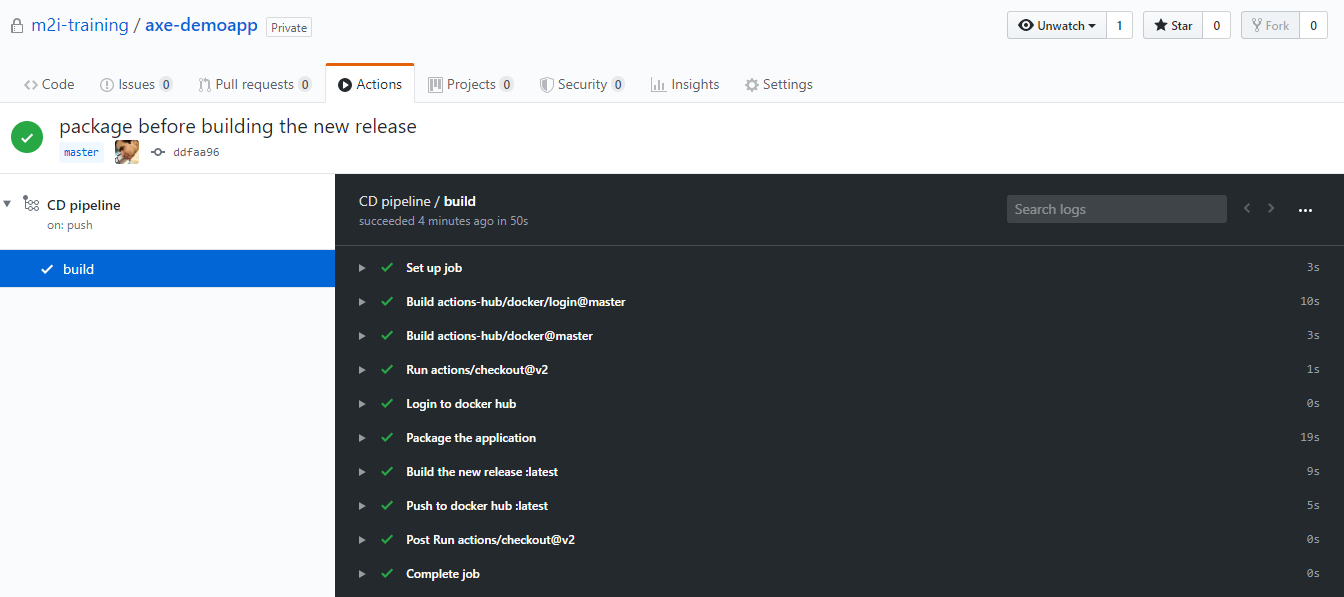 m2i-training / axe-demoapp Private Unwatch 1 Star 0 Fork 0
Code Issues 0 Pull requests 0 Actions Projects 0 Security 0 Insights Settings
package before building the new release
master ddfaa96
CD pipeline
on: push
build
CD pipeline / build
succeeded 4 minutes ago in 50s
Search logs
Set up job 3s
Build actions-hub/docker/login@master 10s
Build actions-hub/docker@master 3s
Run actions/checkout@v2 1s
Login to docker hub 0s
Package the application 19s
Build the new release :latest 9s
Push to docker hub :latest 5s
Post Run actions/checkout@v2 0s
Complete job 0s